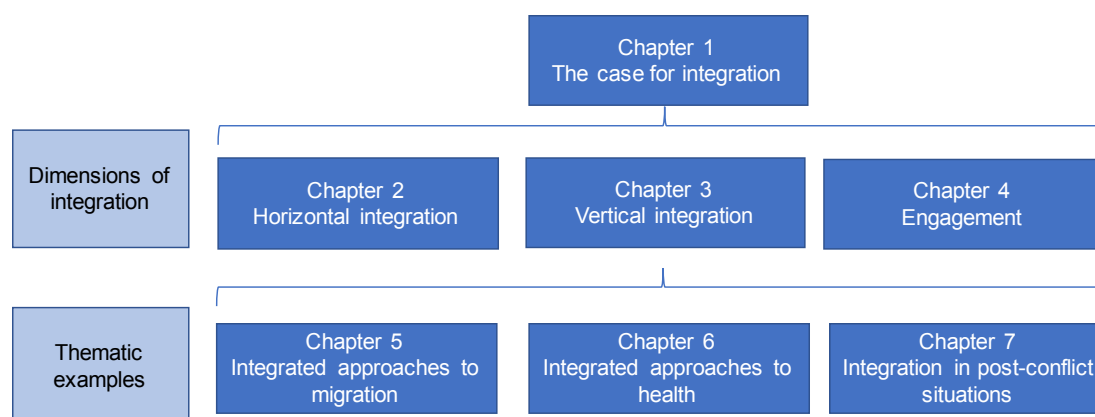 Chapter 1
The case for integration
Dimensions of
integration
Chapter 2
Horizontal integration
Chapter 3
Vertical integration
Chapter 4
Engagement
Thematic
examples
Chapter 5
Integrated approaches to
migration
Chapter 6
Integrated approaches to
health
Chapter 7
Integration in post-conflict
situations